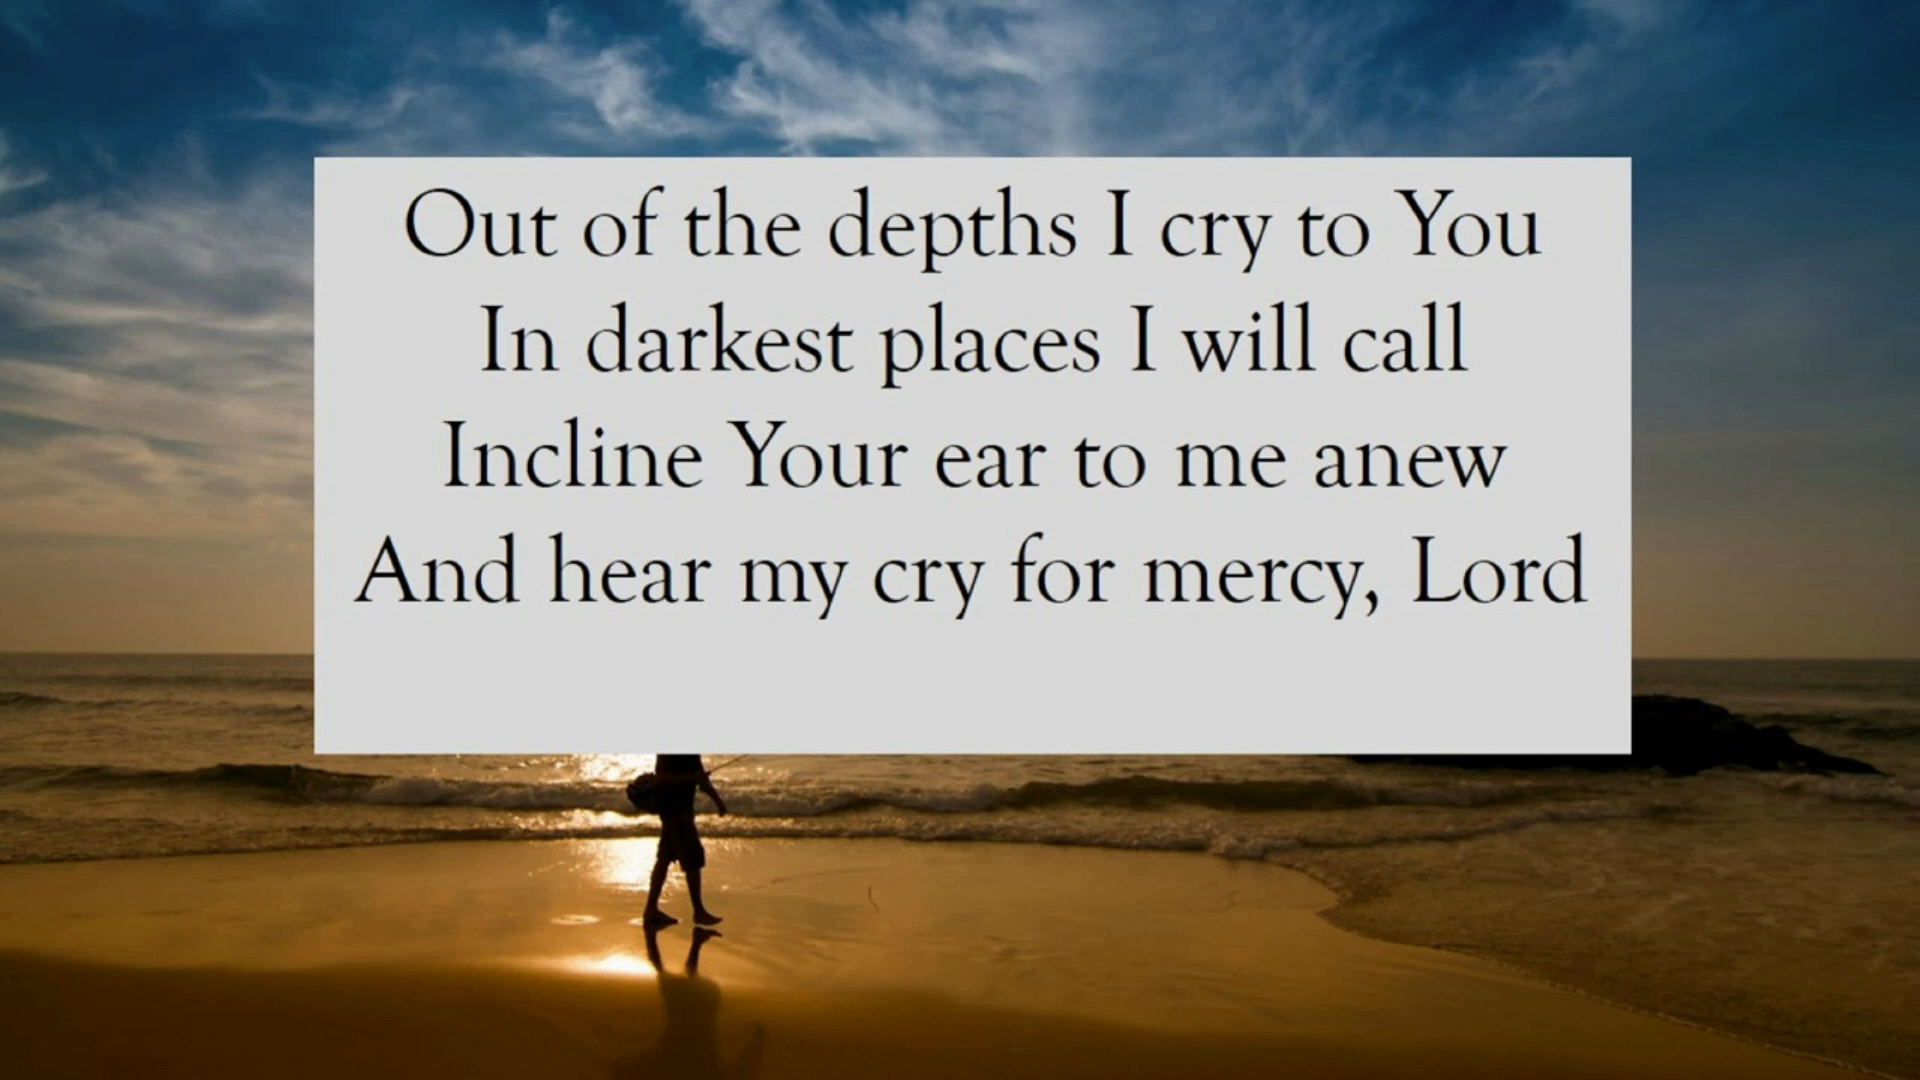 Out of the depths I cry to You
In darkest places I will call
Incline Your ear to me anew
And hear my cry for mercy, Lord